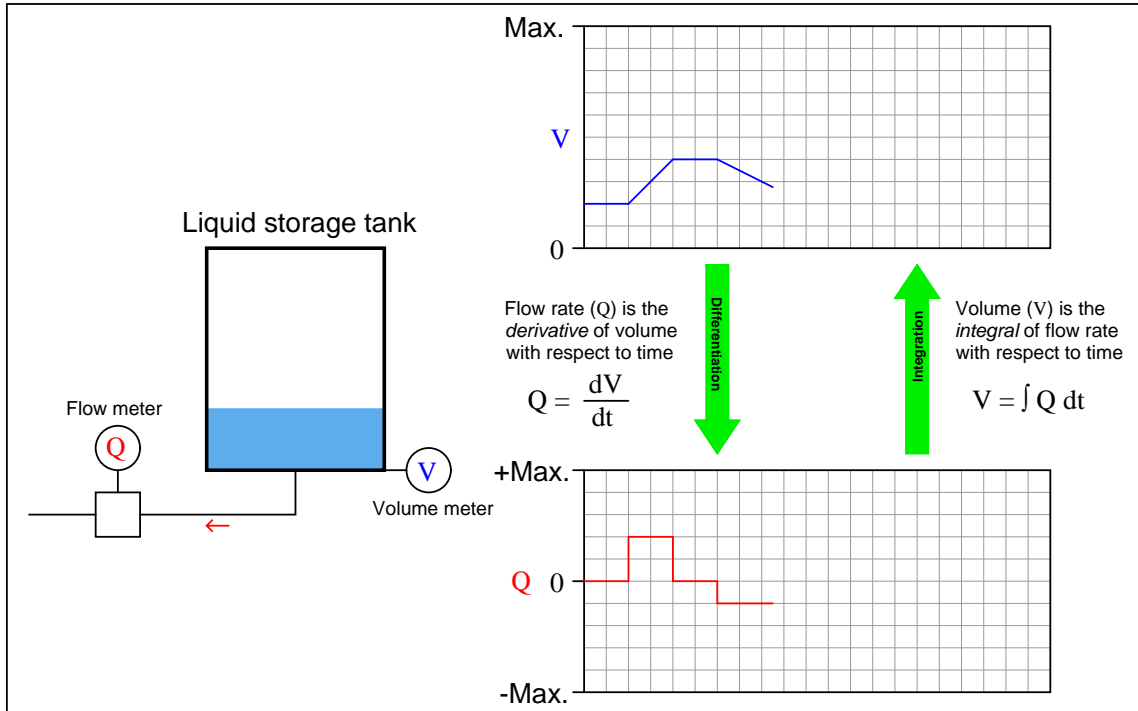 Max.
V
0
Liquid storage tank
Flow meter
Q
V
Volume meter
←
Flow rate (Q) is the
derivative of volume
with respect to time
Q = dV/dt
Differentiation
Integration
Volume (V) is the
integral of flow rate
with respect to time
V = ∫ Q dt
+Max.
Q 0
-Max.